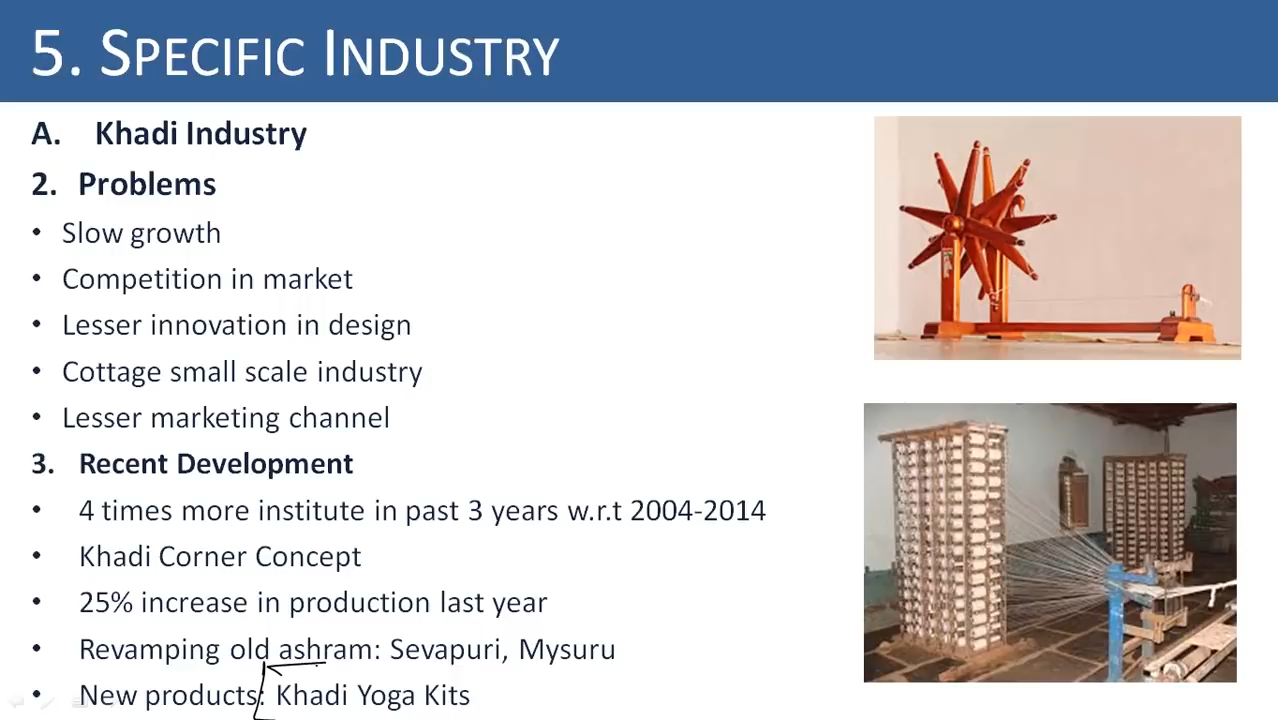 5. SPECIFIC INDUSTRY
A. Khadi Industry
2. Problems
• Slow growth
• Competition in market
• Lesser innovation in design
• Cottage small scale industry
• Lesser marketing channel
3. Recent Development
• 4 times more institute in past 3 years w.r.t 2004-2014
• Khadi Corner Concept
• 25% increase in production last year
• Revamping old ashram: Sevapuri, Mysuru
• New products: Khadi Yoga Kits